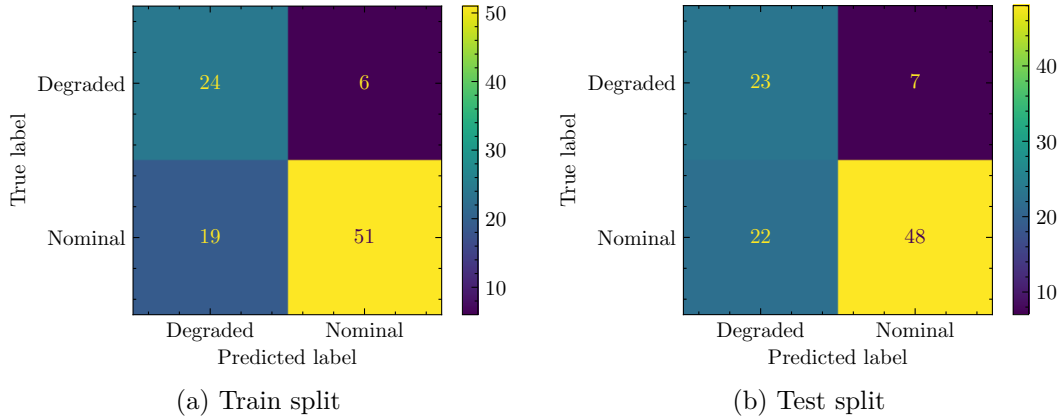 Degraded
Nominal
True label
24
6
19
51
Degraded
Nominal
Predicted label
50
40
30
20
10
(a) Train split
Degraded
Nominal
True label
23
7
22
48
Degraded
Nominal
Predicted label
40
30
20
10
(b) Test split